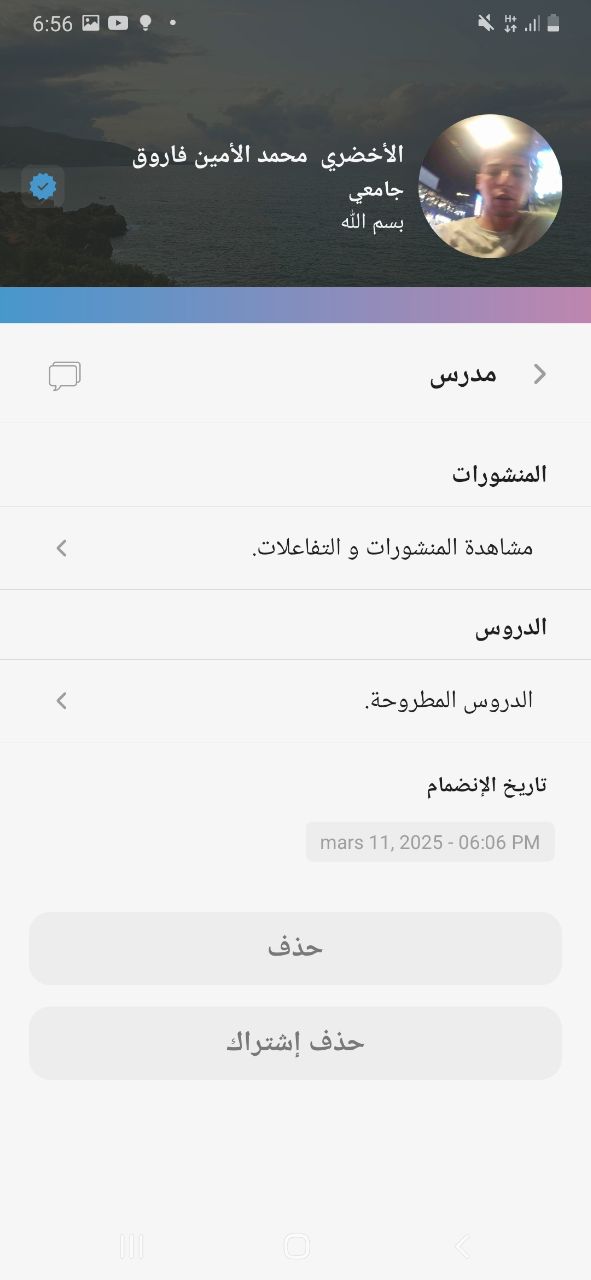 6:56
H+
الأخضري محمد الأمين فاروق
جامعي
بسم الله
مدرس
المنشورات
مشاهدة المنشورات و التفاعلات.
الدروس
الدروس المطروحة.
تاريخ الإنضمام
mars 11, 2025 - 06:06 PM
حذف
حذف إشتراك